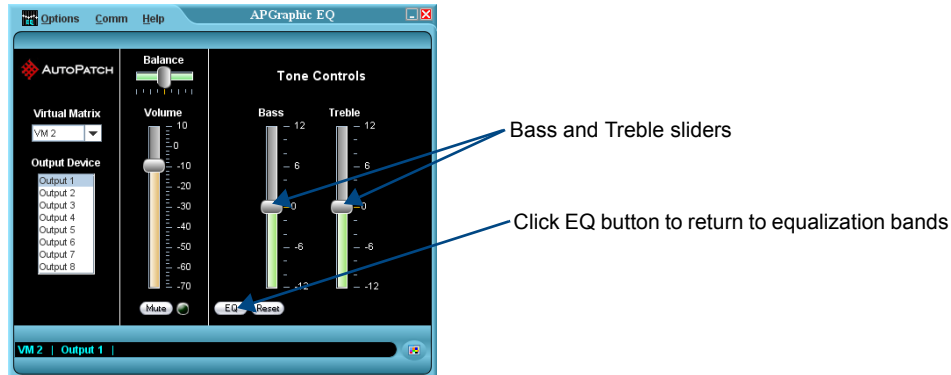 Options Comm Help APGraphic EQ
AUTOPATCH
Virtual Matrix
VM 2
Output Device
Output 1
Output 2
Output 3
Output 4
Output 5
Output 6
Output 7
Output 8
Balance
Volume
10
0
-10
-20
-30
-40
-50
-60
-70
Mute
Tone Controls
Bass Treble
12 12
6 6
0 0
-6 -6
-12 -12
EQ Reset
VM 2 | Output 1 |
Bass and Treble sliders
Click EQ button to return to equalization bands